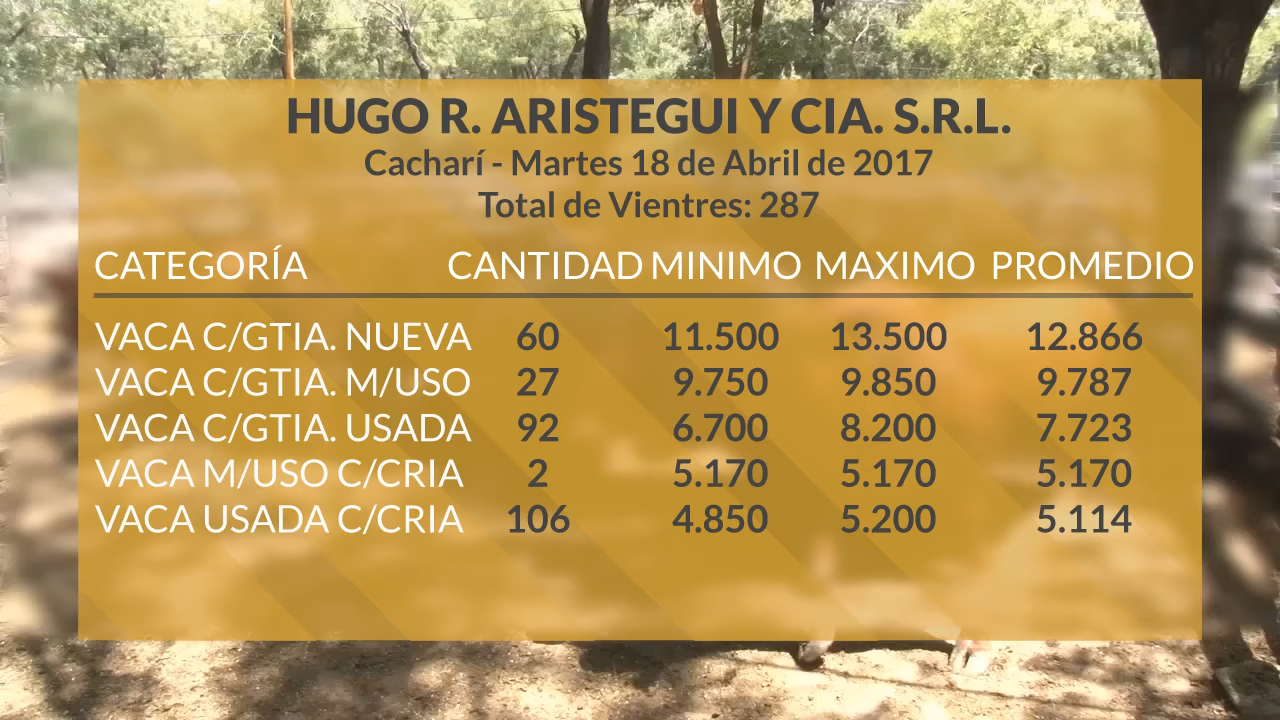 HUGO R. ARISTEGUI Y CIA. S.R.L.
Cacharí - Martes 18 de Abril de 2017
Total de Vientres: 287
CATEGORÍA CANTIDAD MINIMO MAXIMO PROMEDIO
VACA C/GTIA. NUEVA 60 11.500 13.500 12.866
VACA C/GTIA. M/USO 27 9.750 9.850 9.787
VACA C/GTIA. USADA 92 6.700 8.200 7.723
VACA M/USO C/CRIA 2 5.170 5.170 5.170
VACA USADA C/CRIA 106 4.850 5.200 5.114